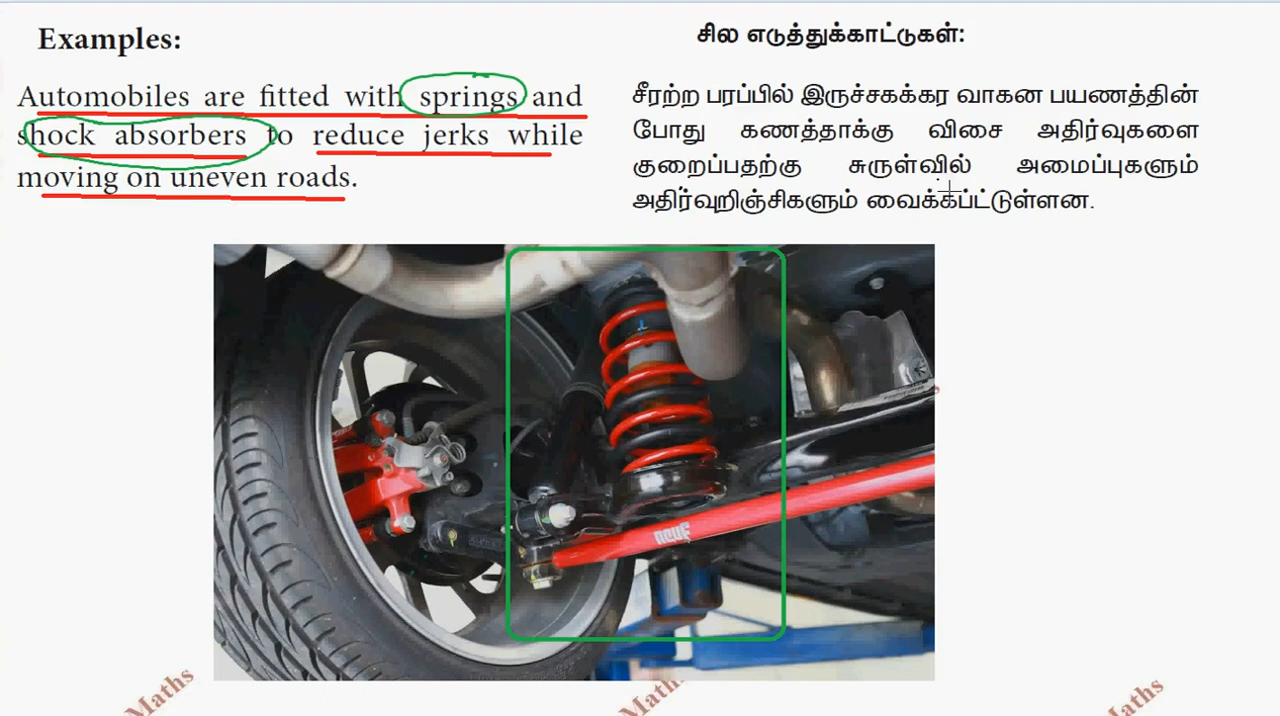 Examples:
Automobiles are fitted with springs and
shock absorbers to reduce jerks while
moving on uneven roads.
சில எடுத்துக்காட்டுகள்:
சீரற்ற பரப்பில் இருச்சகக்கர வாகன பயணத்தின்
போது கணத்தாக்கு விசை அதிர்வுகளை
குறைப்பதற்கு சுருள்வில் அமைப்புகளும்
அதிர்வுறிஞ்சிகளும் வைக்கப்ட்டுள்ளன.
Maths
Maths
Maths